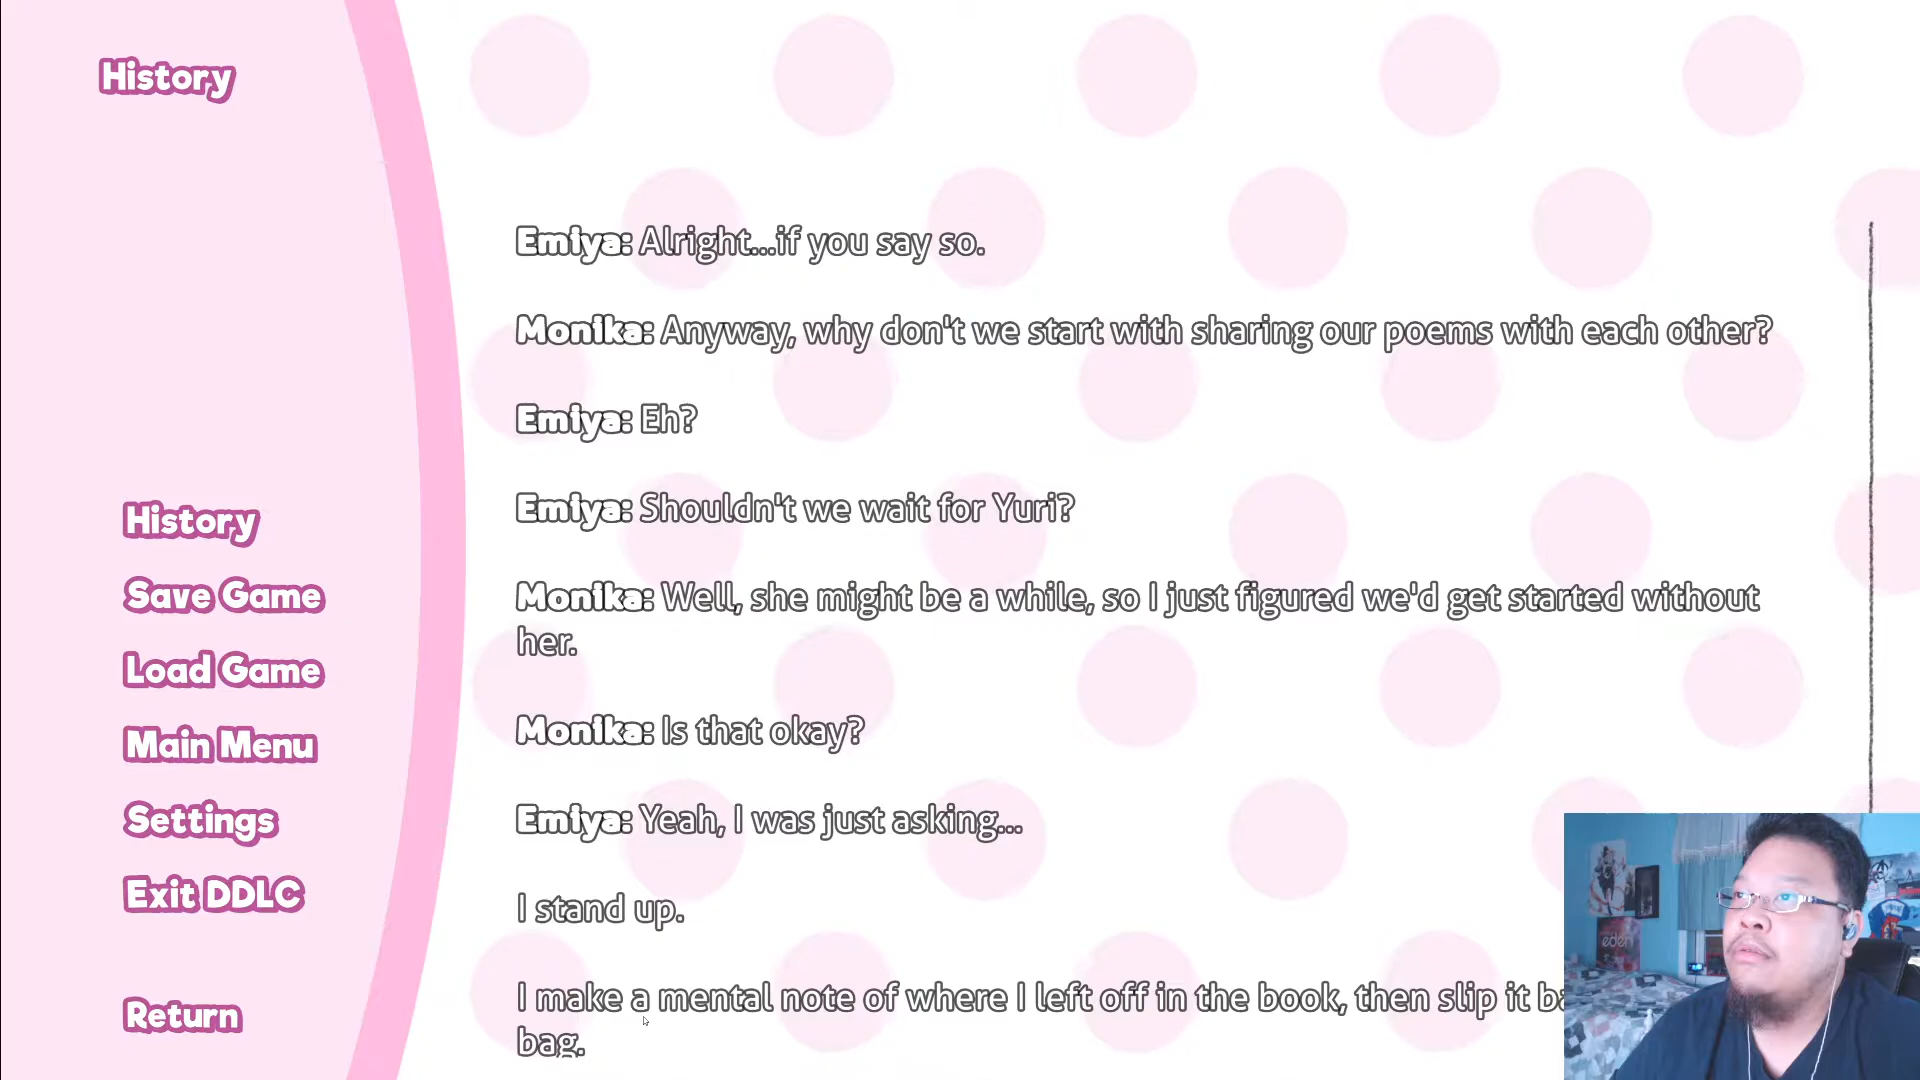 History
Emiya: Alright...if you say so.
Monika: Anyway, why don't we start with sharing our poems with each other?
Emiya: Eh?
Emiya: Shouldn't we wait for Yuri?
Monika: Well, she might be a while, so I just figured we'd get started without
her.
Monika: Is that okay?
Emiya: Yeah, I was just asking...
I stand up.
I make a mental note of where I left off in the book, then slip it
bag.
History
Save Game
Load Game
Main Menu
Settings
Exit DDLC
Return
eden